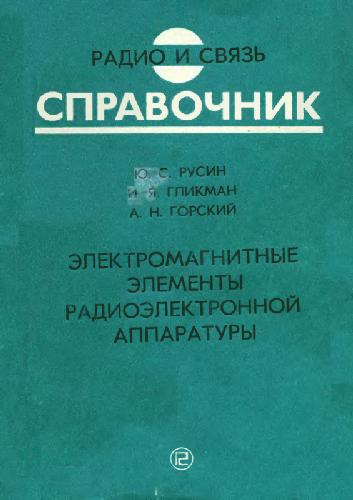 РАДИО И СВЯЗЬ
СПРАВОЧНИК
Ю. С. РУСИН
И. Я. ГЛИКМАН
А. Н. ГОРСКИЙ
ЭЛЕКТРОМАГНИТНЫЕ
ЭЛЕМЕНТЫ
РАДИОЭЛЕКТРОННОЙ
АППАРАТУРЫ